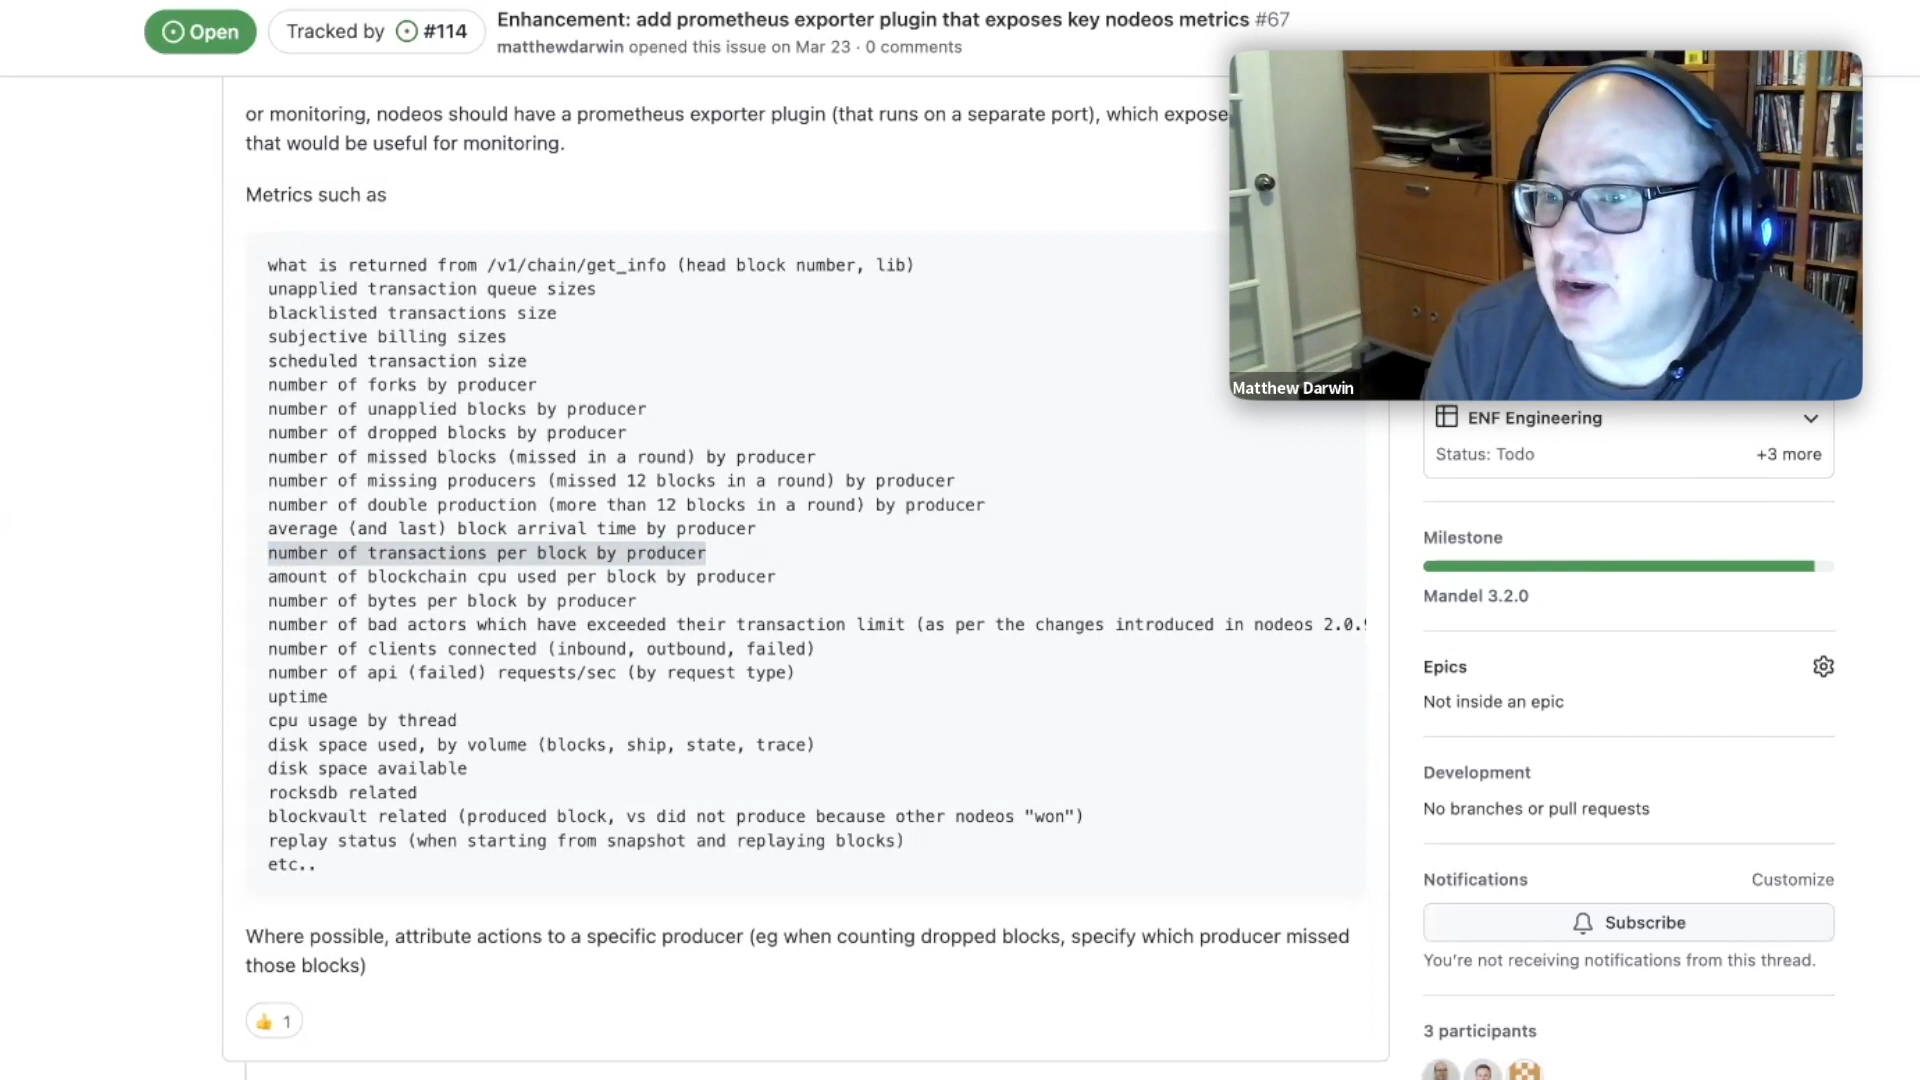 Open
Tracked by #114
Enhancement: add prometheus exporter plugin that exposes key nodeos metrics #67
matthewdarwin opened this issue on Mar 23 · 0 comments
or monitoring, nodeos should have a prometheus exporter plugin (that runs on a separate port), which expose
that would be useful for monitoring.
Metrics such as
what is returned from /v1/chain/get_info (head block number, lib)
unapplied transaction queue sizes
blacklisted transactions size
subjective billing sizes
scheduled transaction size
number of forks by producer
number of unapplied blocks by producer
number of dropped blocks by producer
number of missed blocks (missed in a round) by producer
number of missing producers (missed 12 blocks in a round) by producer
number of double production (more than 12 blocks in a round) by producer
average (and last) block arrival time by producer
number of transactions per block by producer
amount of blockchain cpu used per block by producer
number of bytes per block by producer
number of bad actors which have exceeded their transaction limit (as per the changes introduced in nodeos 2.0.
number of clients connected (inbound, outbound, failed)
number of api (failed) requests/sec (by request type)
uptime
cpu usage by thread
disk space used, by volume (blocks, ship, state, trace)
disk space available
rocksdb related
blockvault related (produced block, vs did not produce because other nodeos "won")
replay status (when starting from snapshot and replaying blocks)
etc..
Where possible, attribute actions to a specific producer (eg when counting dropped blocks, specify which producer missed
those blocks)
👍 1
Matthew Darwin
ENF Engineering
Status: Todo +3 more
Milestone
Mandel 3.2.0
Epics
Not inside an epic
Development
No branches or pull requests
Notifications Customize
Subscribe
You're not receiving notifications from this thread.
3 participants